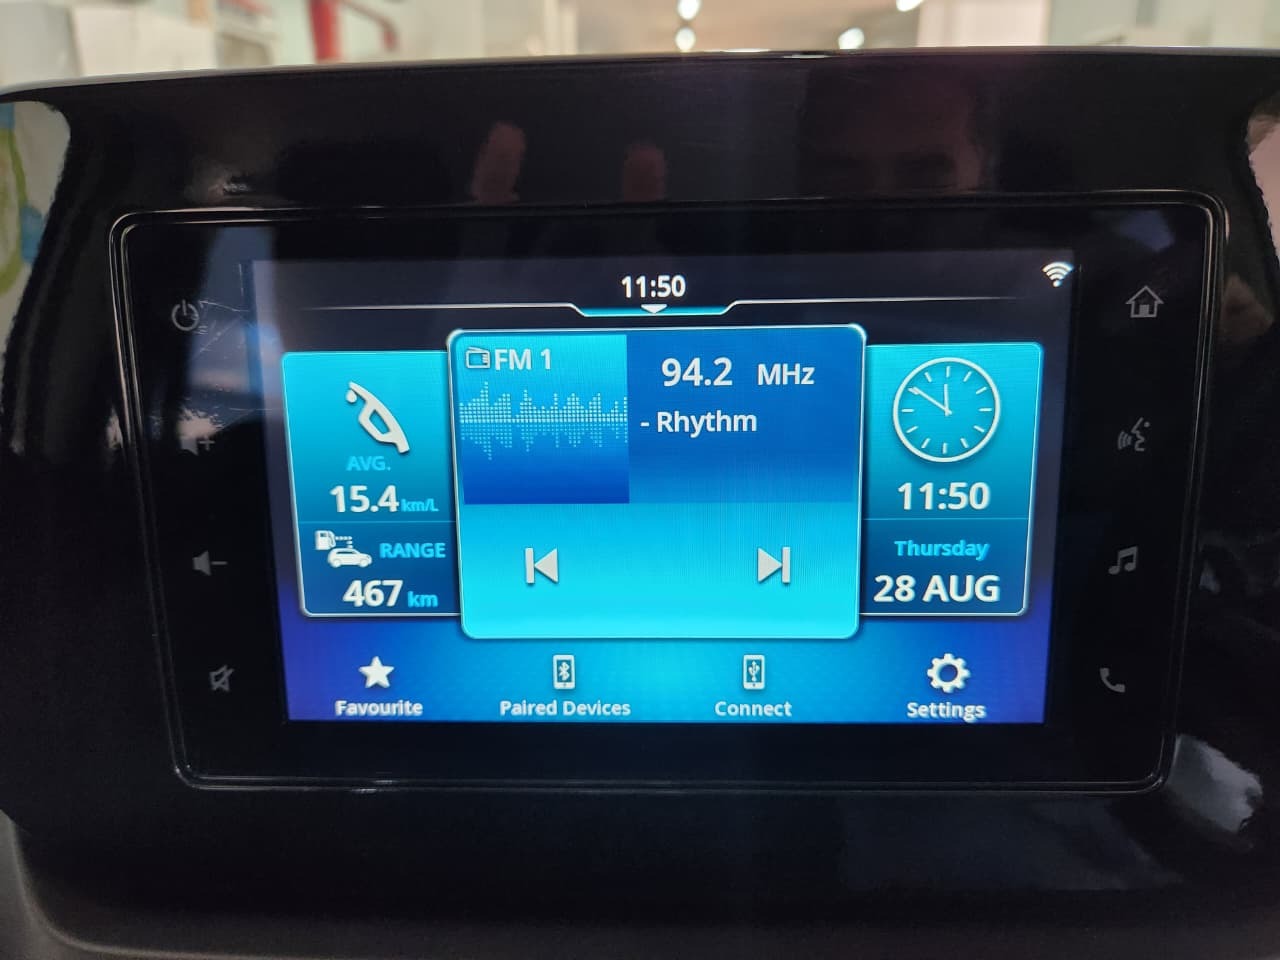 11:50
FM 1
94.2 MHz
- Rhythm
AVG.
15.4 km/L
RANGE
467 km
11:50
Thursday
28 AUG
Favourite
Paired Devices
Connect
Settings